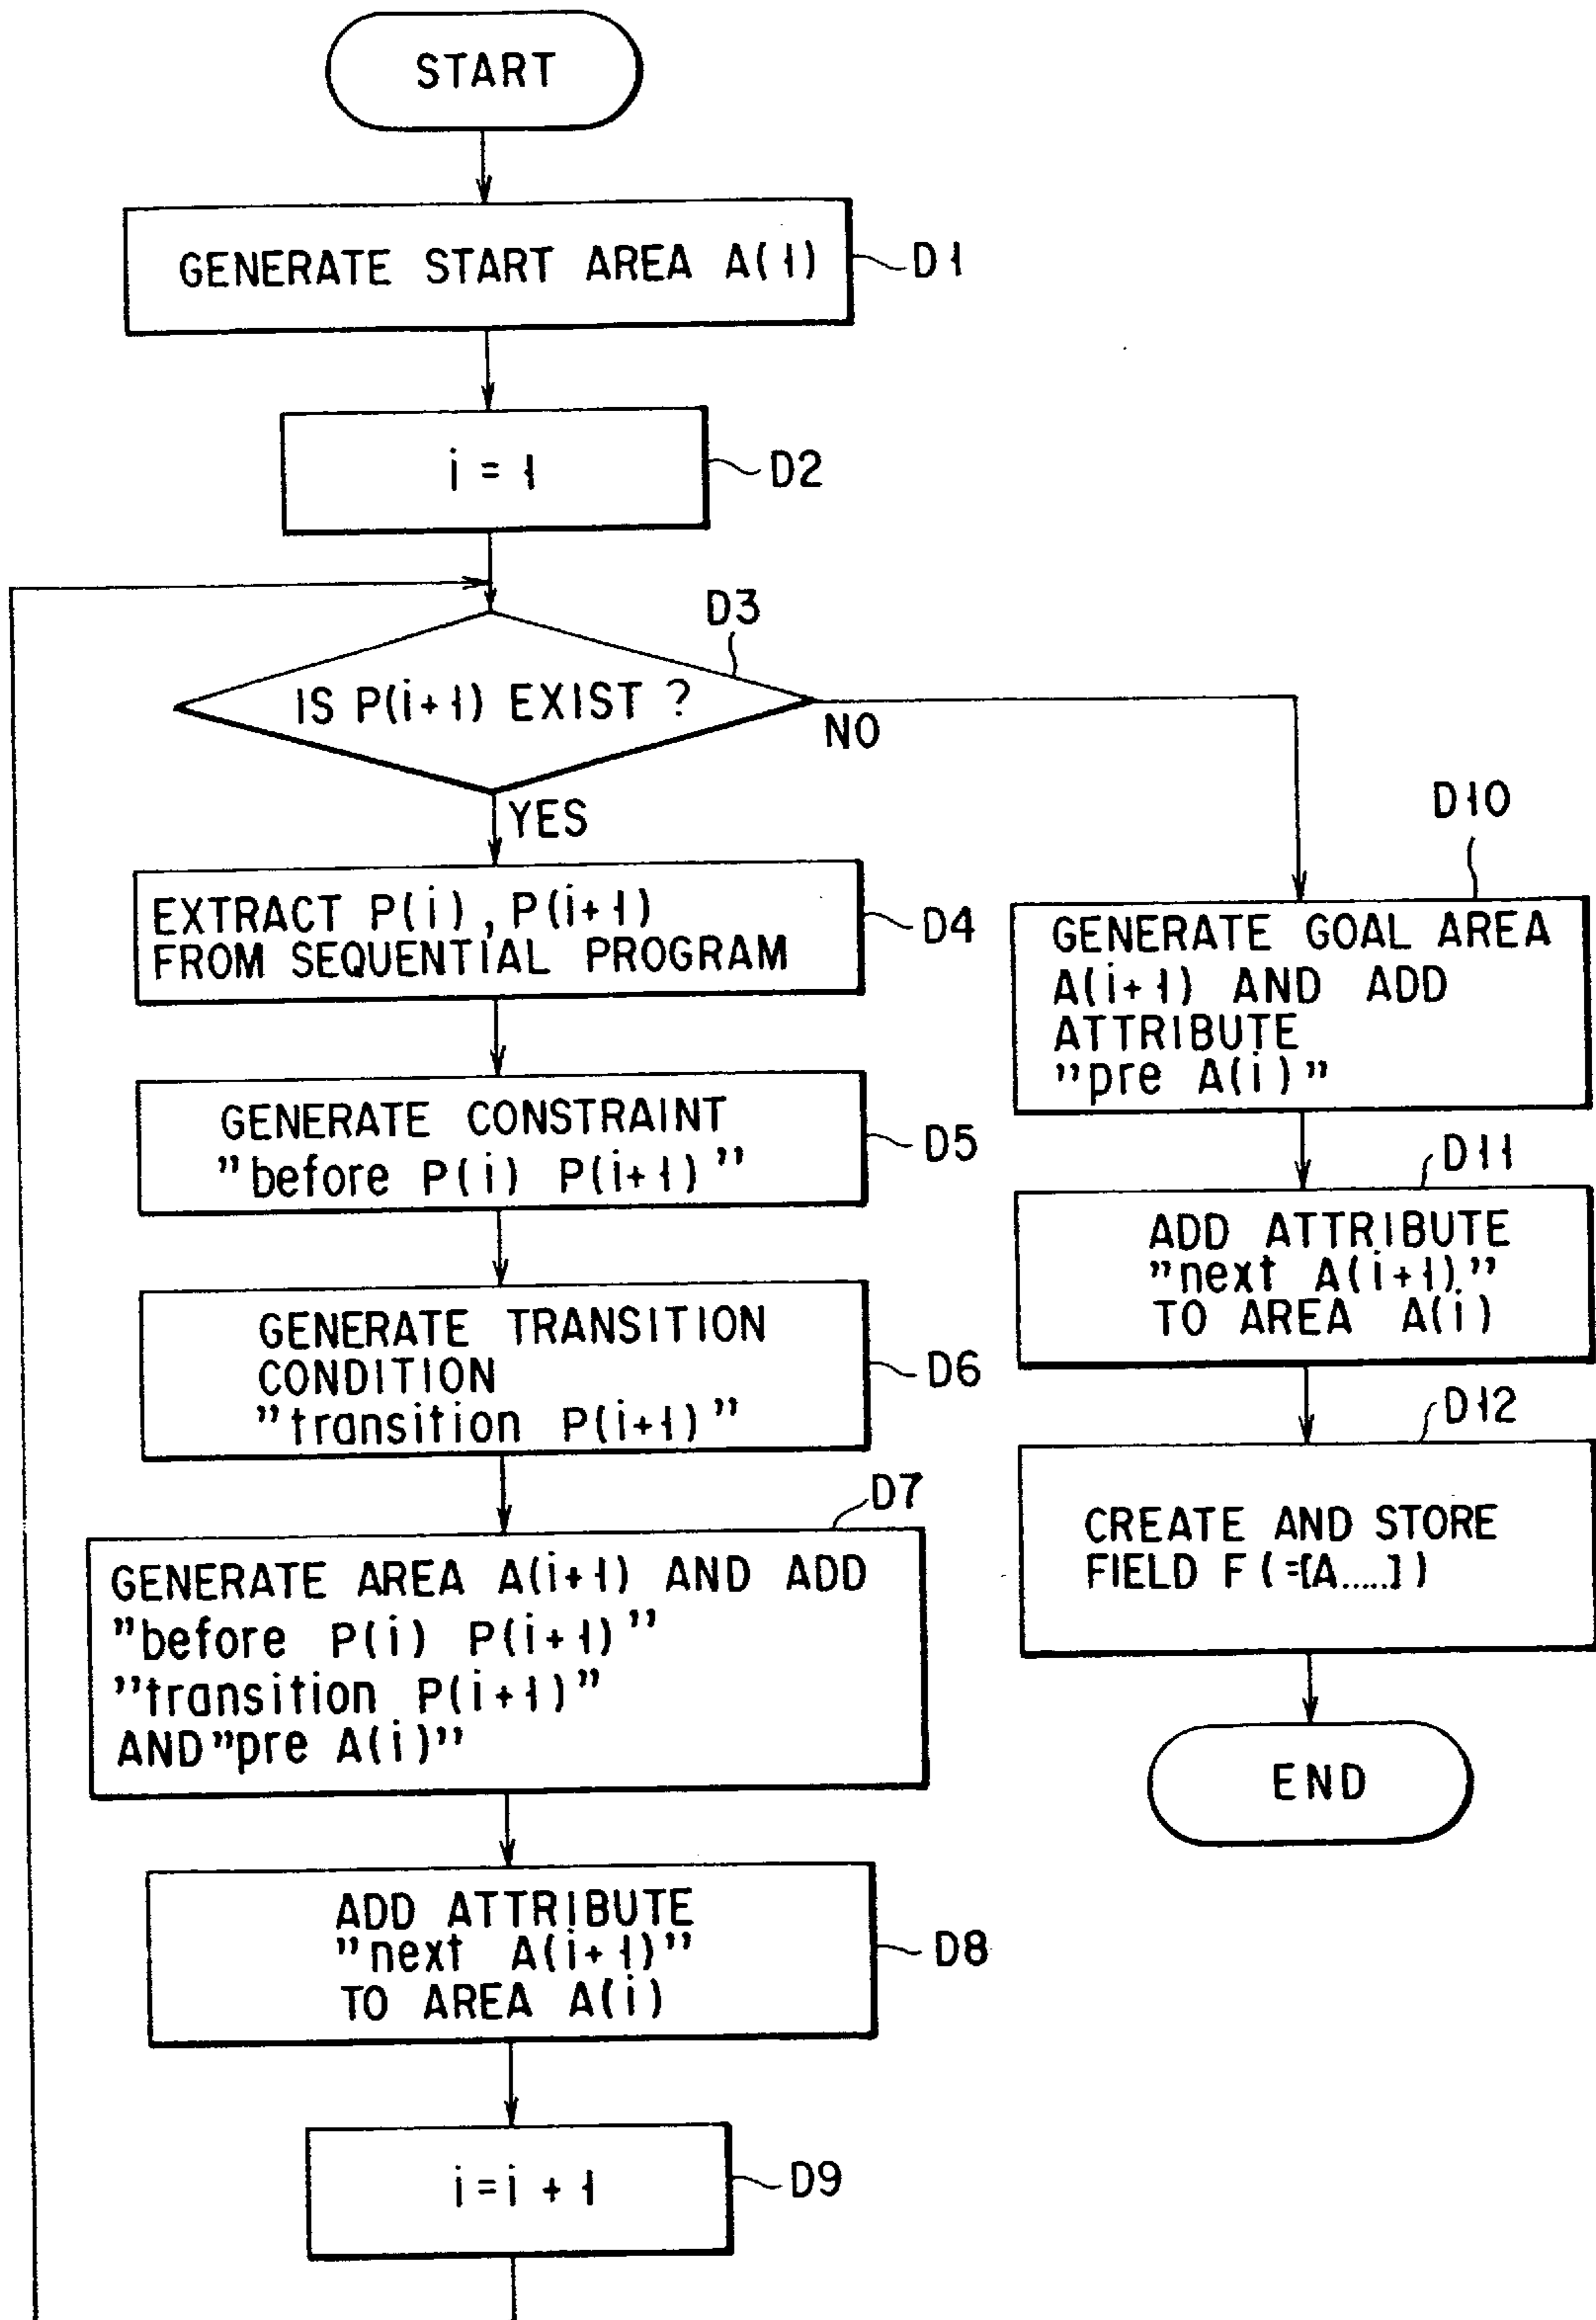 START
GENERATE START AREA A(1)
D1
i = 1
D2
D3
IS P(i+1) EXIST ?
NO
YES
EXTRACT P(i), P(i+1)
FROM SEQUENTIAL PROGRAM
D4
GENERATE CONSTRAINT
"before P(i) P(i+1)"
D5
GENERATE TRANSITION
CONDITION
"transition P(i+1)"
D6
D7
GENERATE AREA A(i+1) AND ADD
"before P(i) P(i+1)"
"transition P(i+1)"
AND "pre A(i)"
ADD ATTRIBUTE
"next A(i+1)"
TO AREA A(i)
D8
i = i + 1
D9
D10
GENERATE GOAL AREA
A(i+1) AND ADD
ATTRIBUTE
"pre A(i)"
D11
ADD ATTRIBUTE
"next A(i+1)"
TO AREA A(i)
D12
CREATE AND STORE
FIELD F (=[A.....])
END